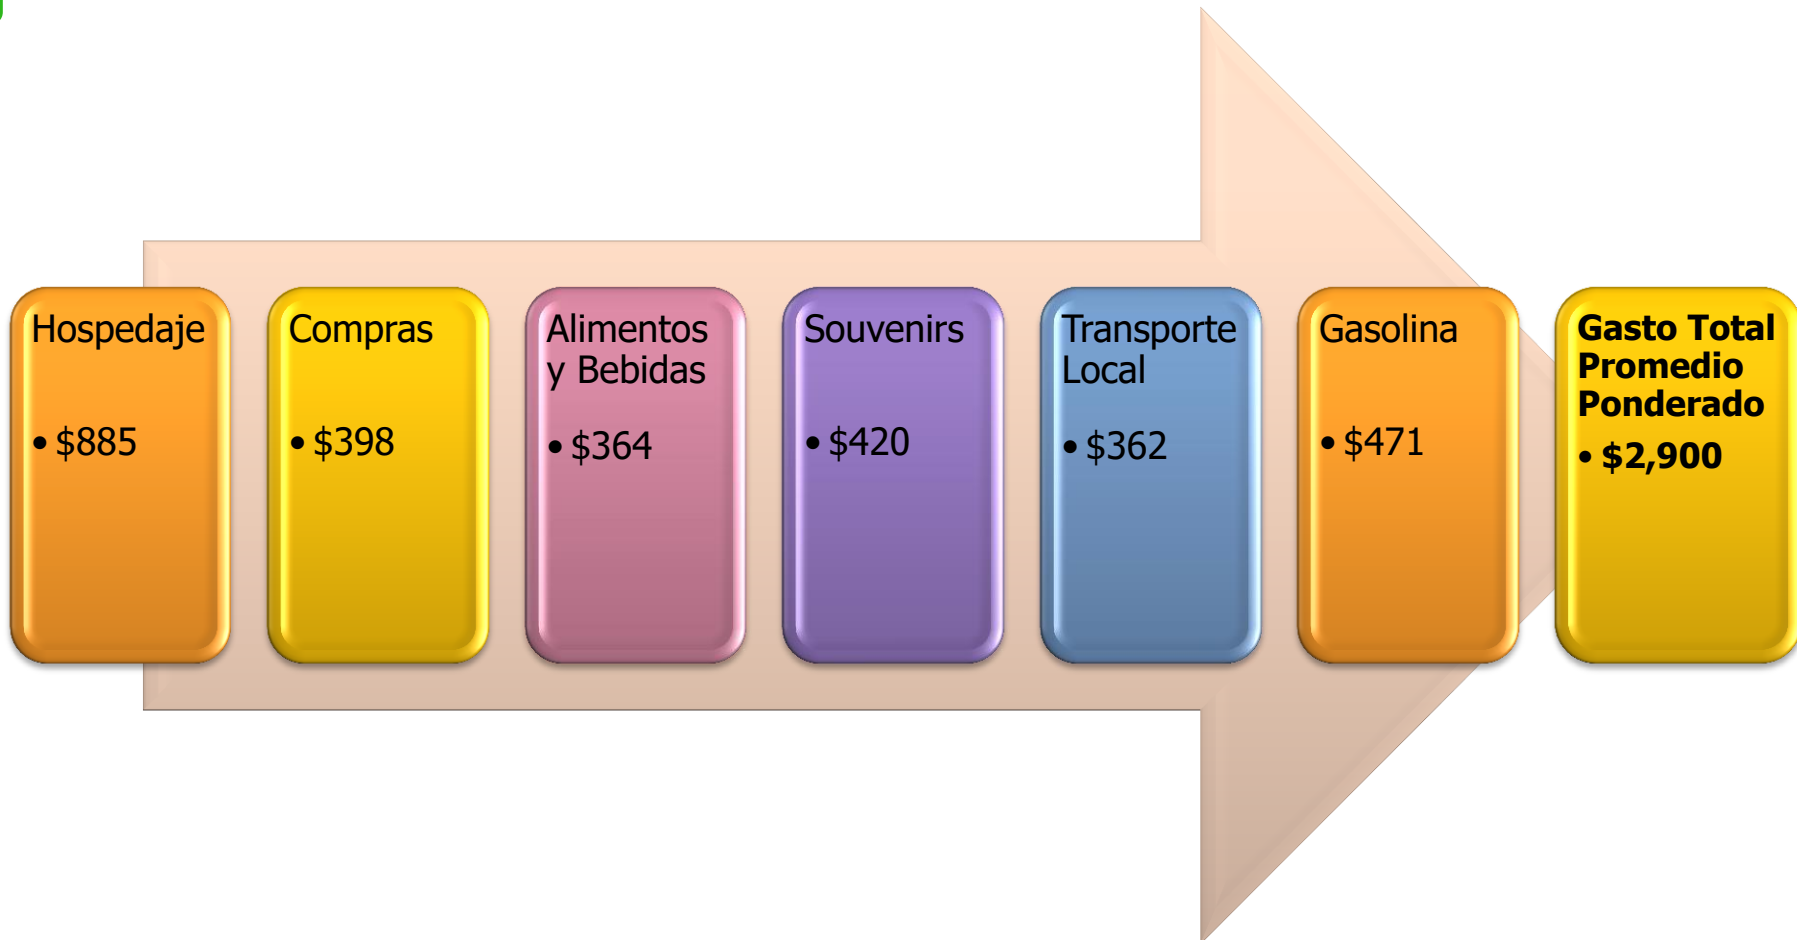 Hospedaje
• $885
Compras
• $398
Alimentos
y Bebidas
• $364
Souvenirs
• $420
Transporte
Local
• $362
Gasolina
• $471
Gasto Total
Promedio
Ponderado
• $2,900